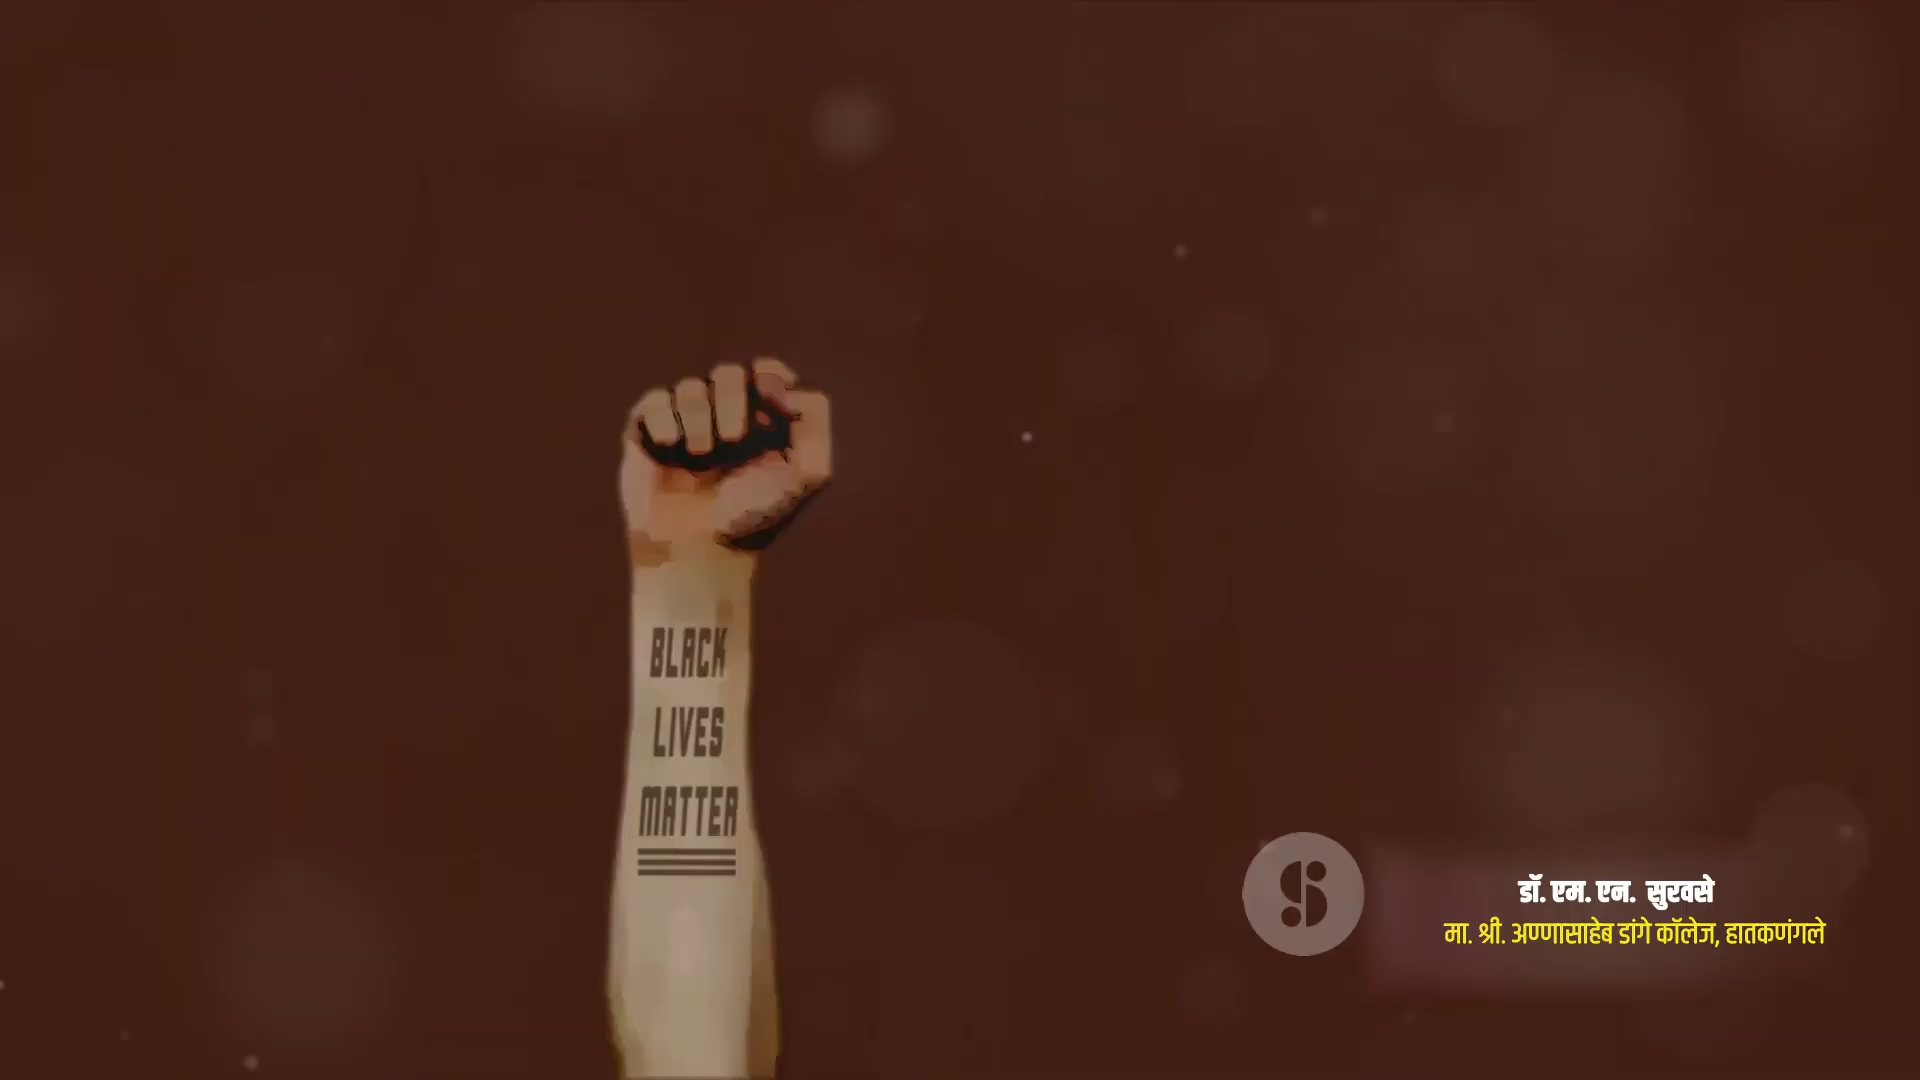 BLACK
LIVES
MATTER
डॉ. एम. एन. सुरवसे
मा. श्री. अण्णासाहेब डांगे कॉलेज, हातकणंगले